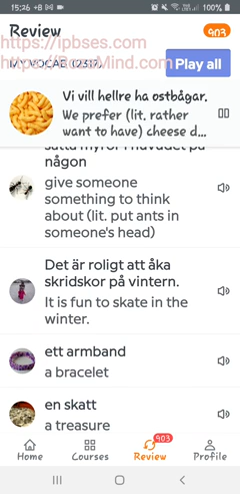 15:26
100%
Review
903
https://ipbses.com
MY VOCAB (2317)
Play all
Vi vill hellre ha ostbågar.
We prefer (lit. rather
want to have) cheese d...
sätta myror i huvudet på
någon
give someone
something to think
about (lit. put ants in
someone's head)
Det är roligt att åka
skridskor på vintern.
It is fun to skate in the
winter.
ett armband
a bracelet
en skatt
a treasure
903
Home
Courses
Review
Profile